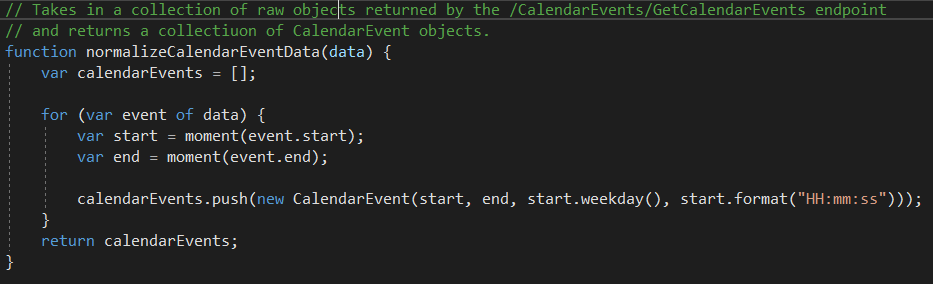 // Takes in a collection of raw objects returned by the /CalendarEvents/GetCalendarEvents endpoint
// and returns a collectiuon of CalendarEvent objects.
function normalizeCalendarEventData(data) {
    var calendarEvents = [];

    for (var event of data) {
        var start = moment(event.start);
        var end = moment(event.end);

        calendarEvents.push(new CalendarEvent(start, end, start.weekday(), start.format("HH:mm:ss")));
    }
    return calendarEvents;
}